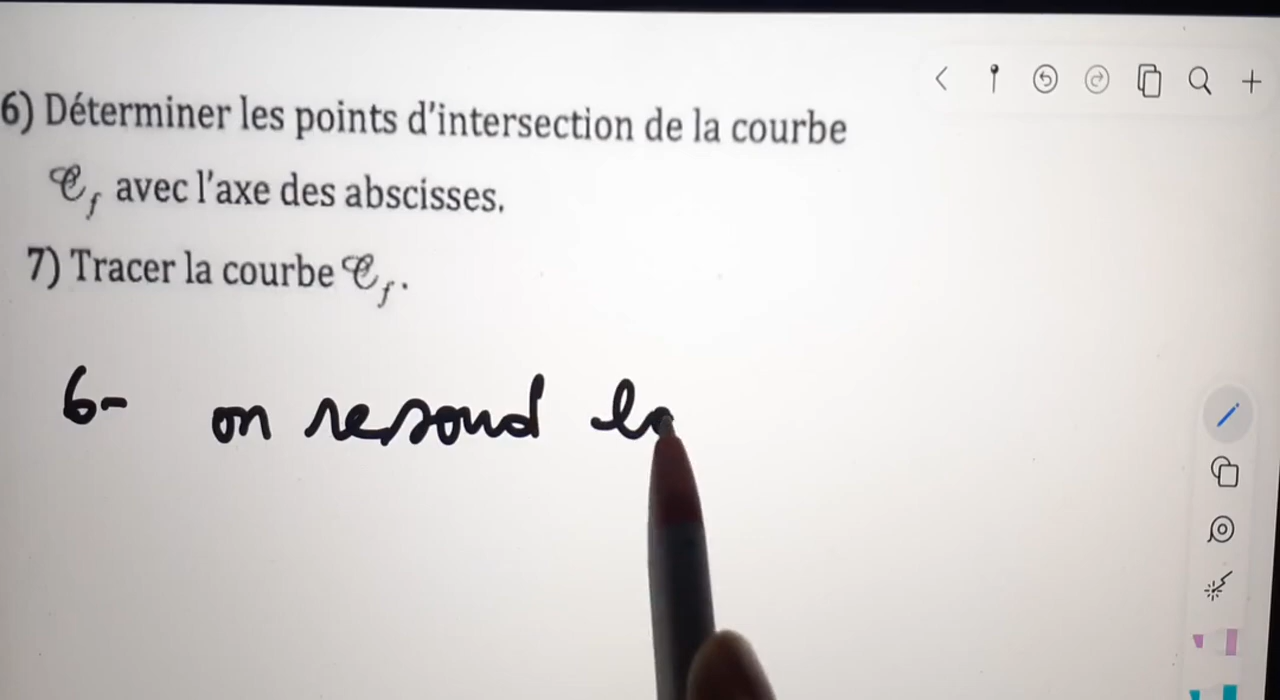 6) Déterminer les points d'intersection de la courbe
𝒞f avec l'axe des abscisses.
7) Tracer la courbe 𝒞f.
6- on resoud